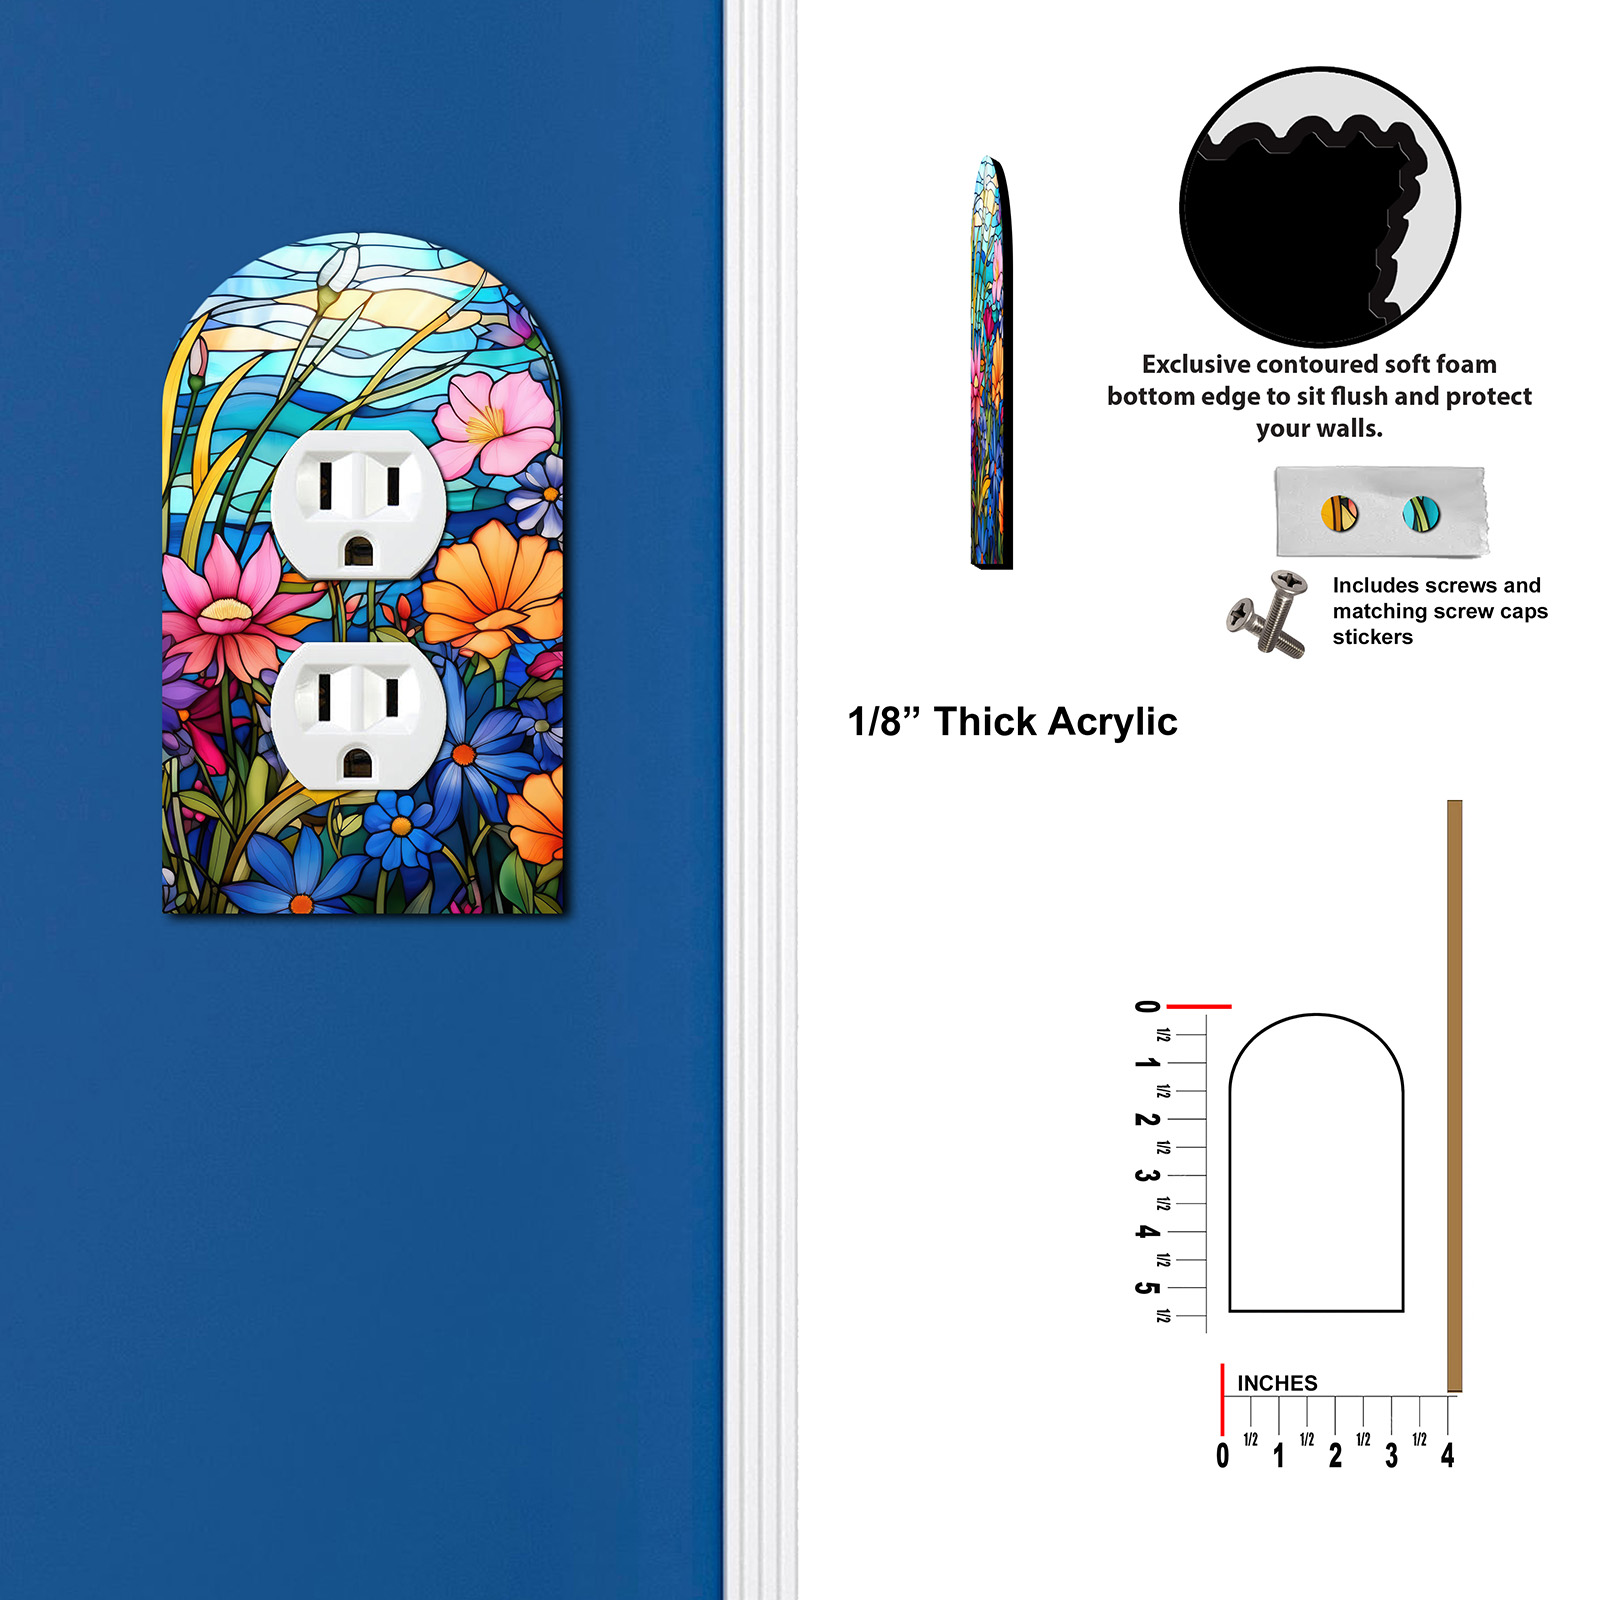 Exclusive contoured soft foam
bottom edge to sit flush and protect
your walls.
Includes screws and
matching screw caps
stickers
1/8” Thick Acrylic
0
1/2
1
1/2
2
1/2
3
1/2
4
1/2
5
1/2
INCHES
0 1/2 1 1/2 2 1/2 3 1/2 4